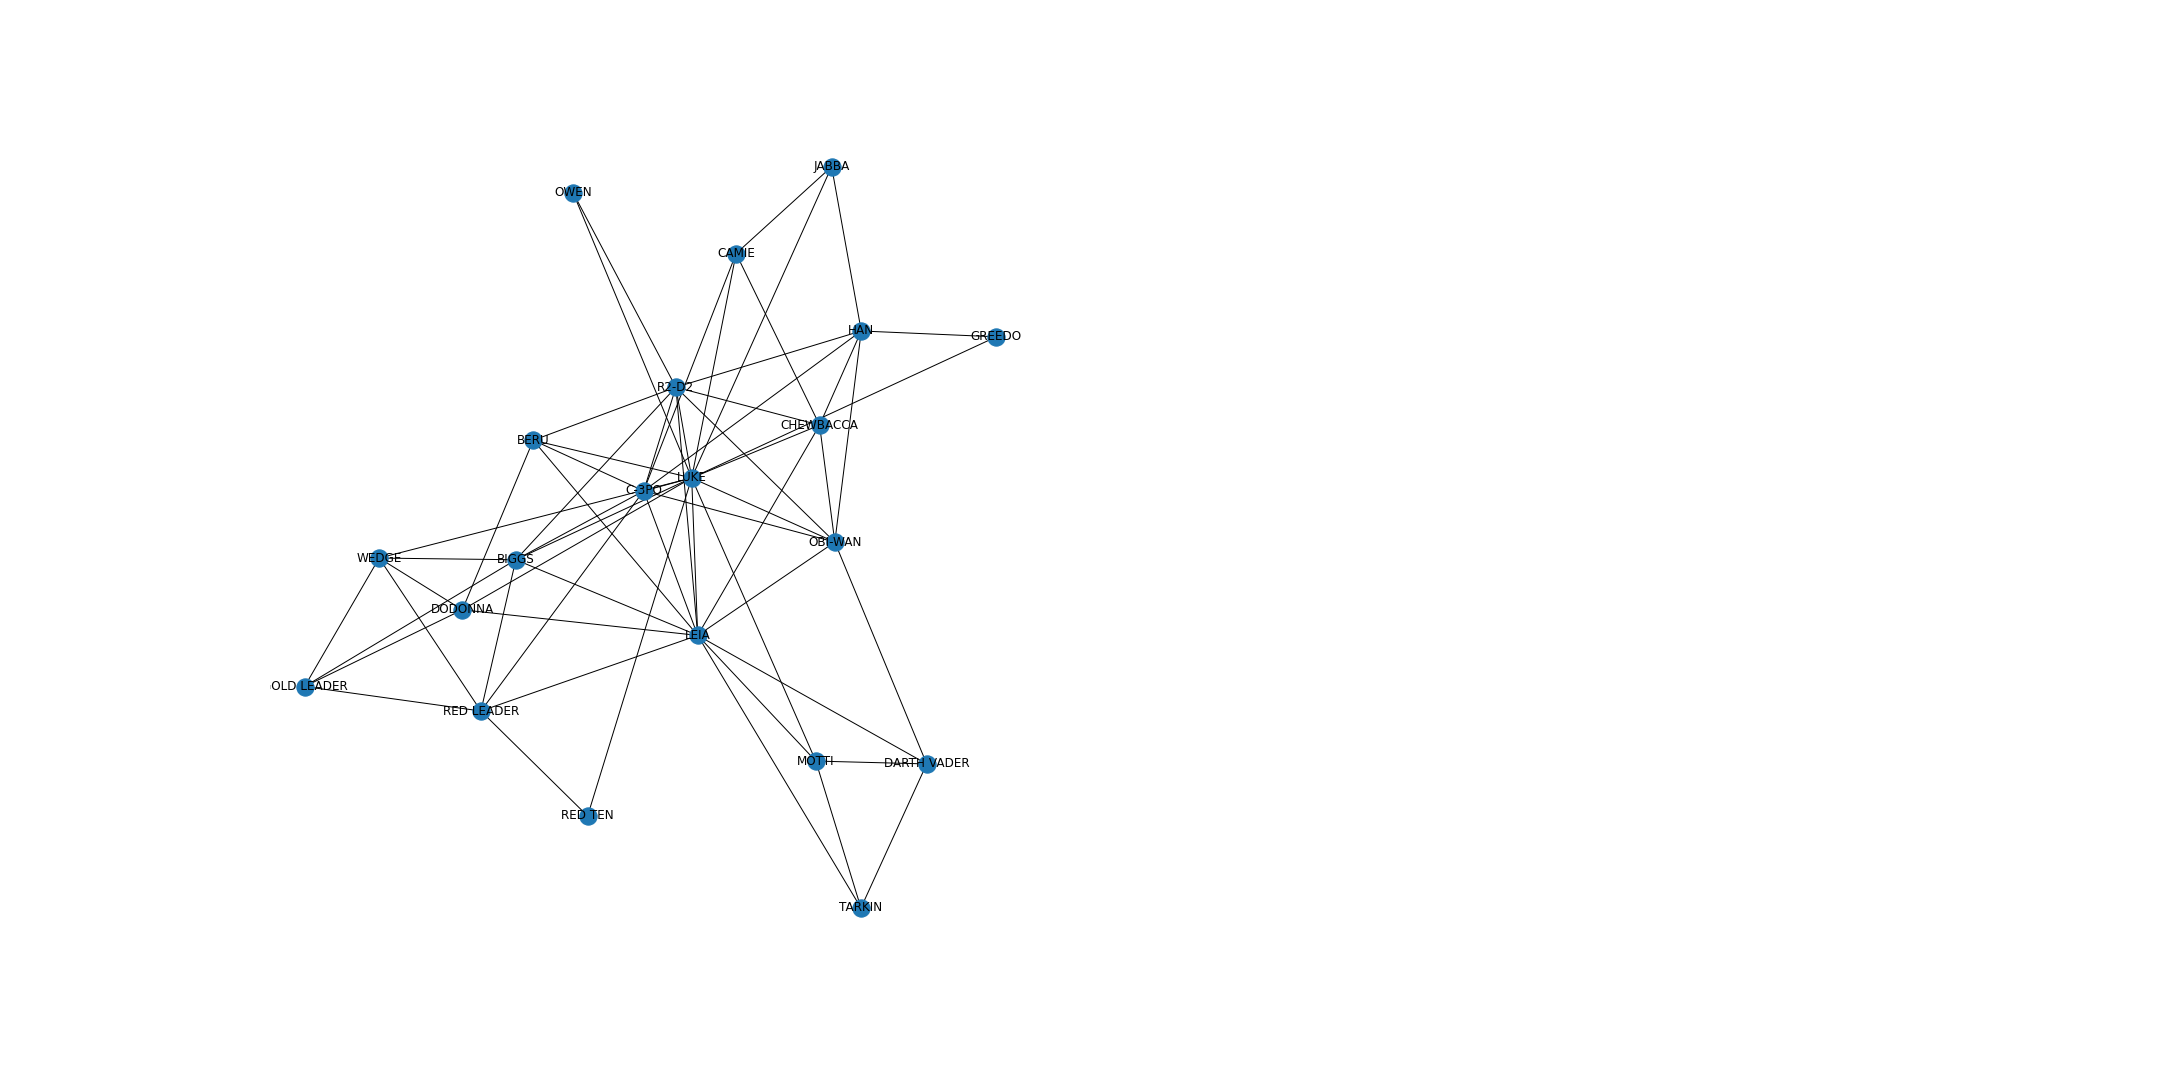 JABBA
OWEN
CAMIE
HAN
GREEDO
R2-D2
CHEWBACCA
BERU
LUKE
C-3PO
OBI-WAN
WEDGE
BIGGS
DODONNA
LEIA
OLD LEADER
RED LEADER
MOTTI
DARTH VADER
RED TEN
TARKIN